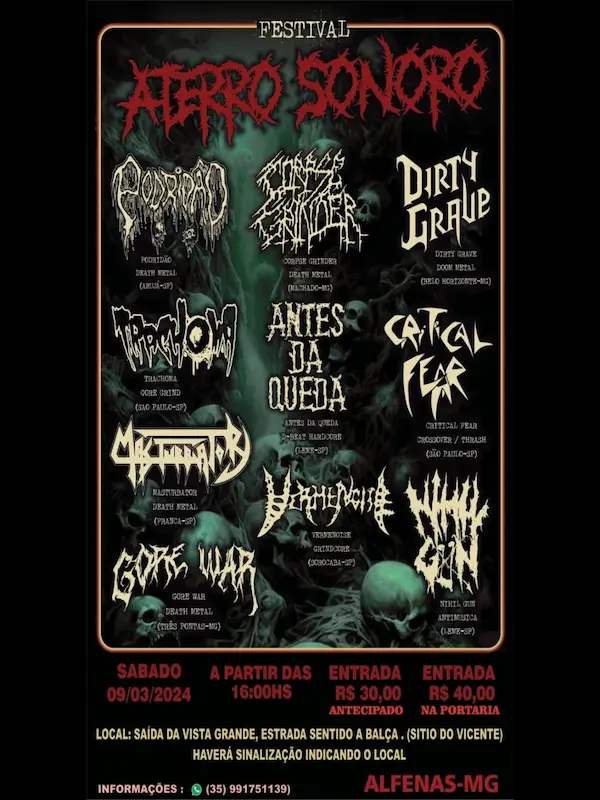 FESTIVAL
ATERRO SONORO
PODRIDÃO
PODRIDÃO
DEATH METAL
(ARUJÁ-SP)
CORPSE
GRINDER
CORPSE GRINDER
DEATH METAL
(MACHADO-MG)
DIRTY
GRAVE
DIRTY GRAVE
DOOM METAL
(BELO HORIZONTE-MG)
TRACHOMA
TRACHOMA
GORE GRIND
(SAO PAULO-SP)
ANTES
DA
QUEDA
ANTES DA QUEDA
D-BEAT HARDCORE
(LEME-SP)
CRITICAL
FEAR
CRITICAL FEAR
CROSSOVER / THRASH
(SÃO PAULO-SP)
MASTURBATOR
MASTURBATOR
DEATH METAL
(FRANCA-SP)
VERMENOISE
VERMENOISE
GRINDCORE
(SOROCABA-SP)
NIHIL
GUN
NIHIL GUN
ANTIMUSICA
(LEME-SP)
GORE WAR
GORE WAR
DEATH METAL
(TRÊS PONTAS-MG)
SABADO
09/03/2024
A PARTIR DAS
16:00HS
ENTRADA
R$ 30,00
ANTECIPADO
ENTRADA
R$ 40,00
NA PORTARIA
LOCAL: SAÍDA DA VISTA GRANDE, ESTRADA SENTIDO A BALÇA . (SITIO DO VICENTE)
HAVERÁ SINALIZAÇÃO INDICANDO O LOCAL
INFORMAÇÕES : (35) 991751139)
ALFENAS-MG